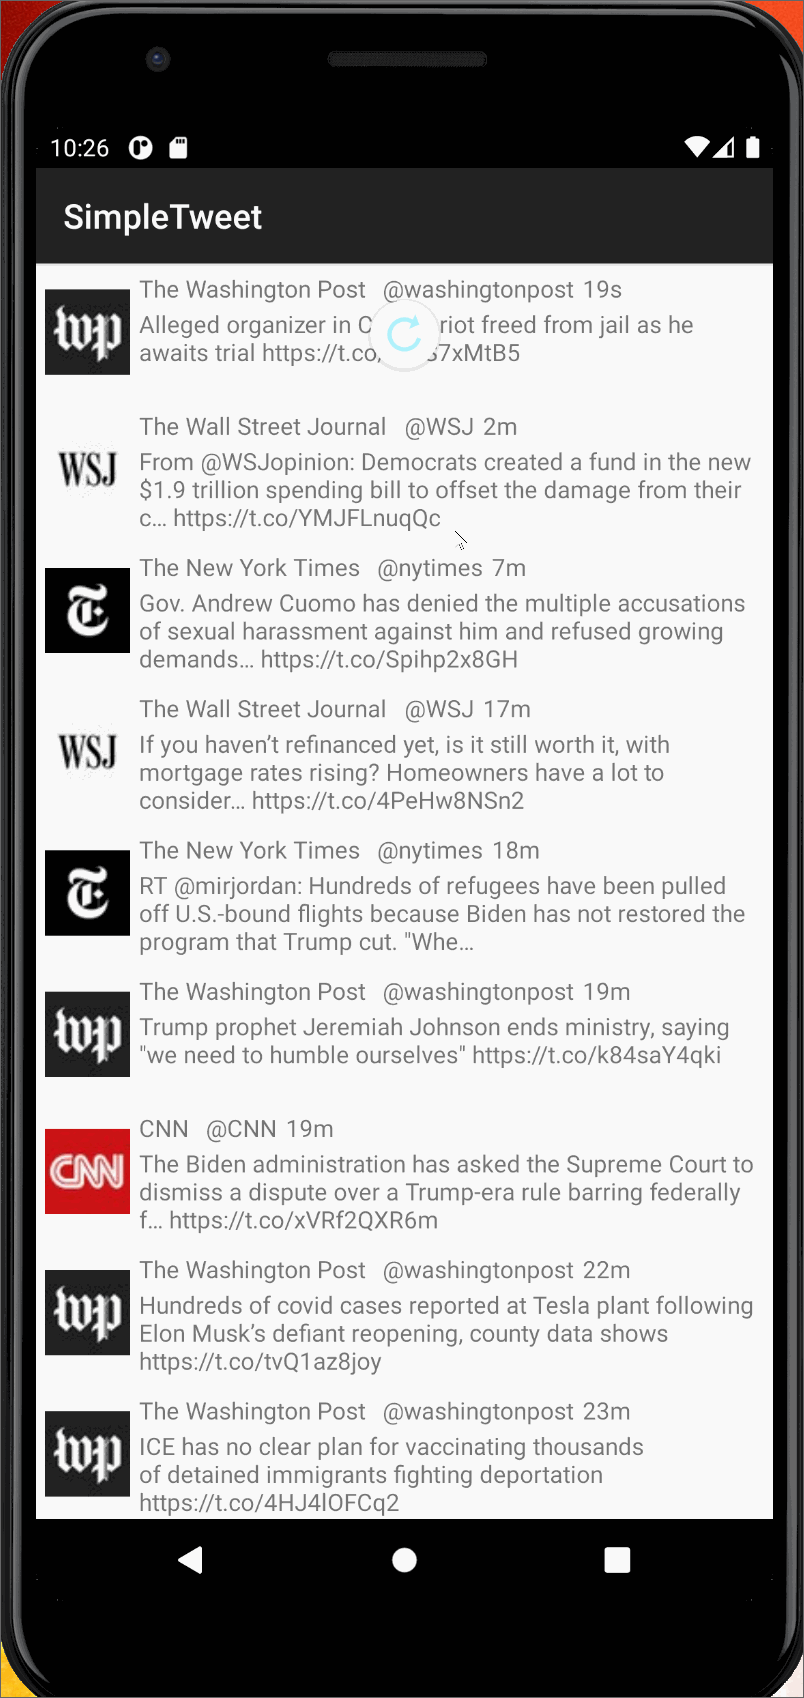 10:26
SimpleTweet
The Washington Post @washingtonpost 19s
wp
Alleged organizer in riot freed from jail as he
awaits trial https://t.co/ 7xMtB5
The Wall Street Journal @WSJ 2m
WSJ
From @WSJopinion: Democrats created a fund in the new
$1.9 trillion spending bill to offset the damage from their
c… https://t.co/YMJFLnuqQc
The New York Times @nytimes 7m
T
Gov. Andrew Cuomo has denied the multiple accusations
of sexual harassment against him and refused growing
demands… https://t.co/Spihp2x8GH
The Wall Street Journal @WSJ 17m
WSJ
If you haven’t refinanced yet, is it still worth it, with
mortgage rates rising? Homeowners have a lot to
consider… https://t.co/4PeHw8NSn2
The New York Times @nytimes 18m
T
RT @mirjordan: Hundreds of refugees have been pulled
off U.S.-bound flights because Biden has not restored the
program that Trump cut. "Whe…
The Washington Post @washingtonpost 19m
wp
Trump prophet Jeremiah Johnson ends ministry, saying
"we need to humble ourselves" https://t.co/k84saY4qki
CNN @CNN 19m
CNN
The Biden administration has asked the Supreme Court to
dismiss a dispute over a Trump-era rule barring federally
f… https://t.co/xVRf2QXR6m
The Washington Post @washingtonpost 22m
wp
Hundreds of covid cases reported at Tesla plant following
Elon Musk’s defiant reopening, county data shows
https://t.co/tvQ1az8joy
The Washington Post @washingtonpost 23m
wp
ICE has no clear plan for vaccinating thousands
of detained immigrants fighting deportation
https://t.co/4HJ4lOFCq2